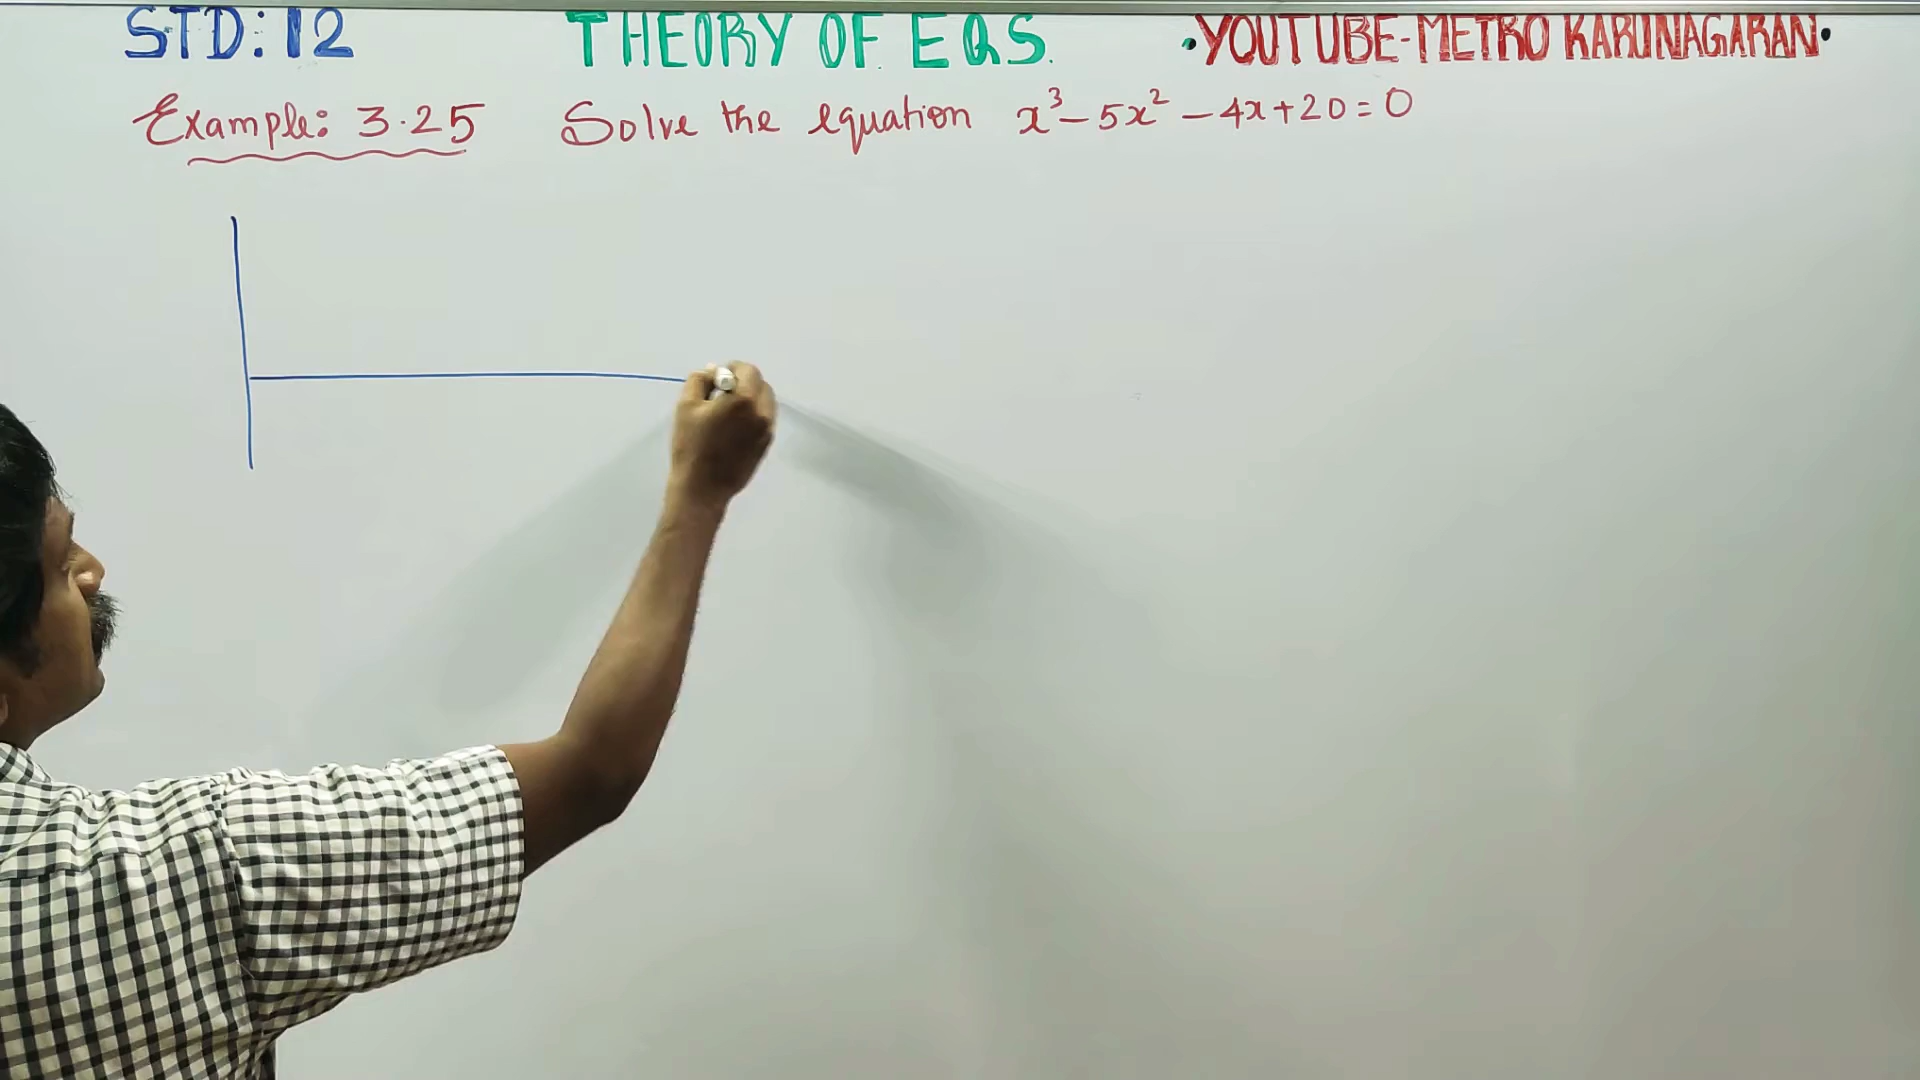 STD: 12 THEORY OF EQS. •YOUTUBE-METRO KARUNAGARAN•
Example: 3.25 Solve the equation x³ - 5x² - 4x + 20 = 0